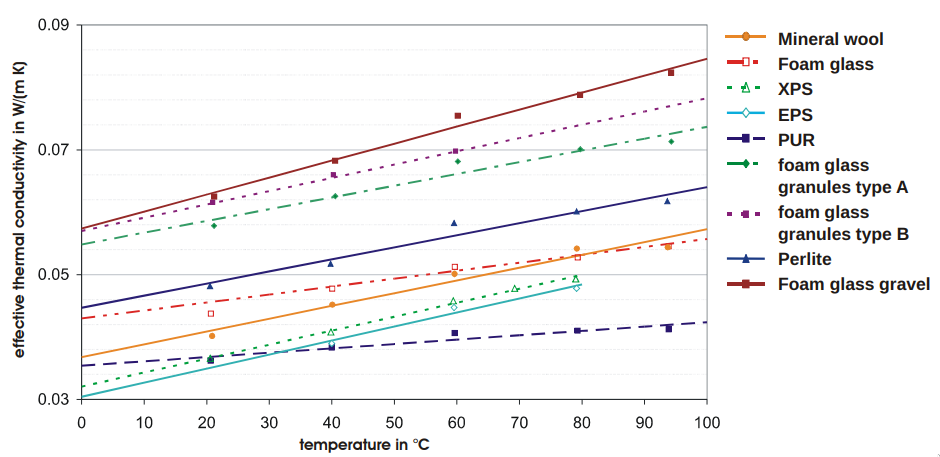 0.09
0.07
0.05
0.03
effective thermal conductivity in W/(m K)
0 10 20 30 40 50 60 70 80 90 100
temperature in °C
Mineral wool
Foam glass
XPS
EPS
PUR
foam glass
granules type A
foam glass
granules type B
Perlite
Foam glass gravel